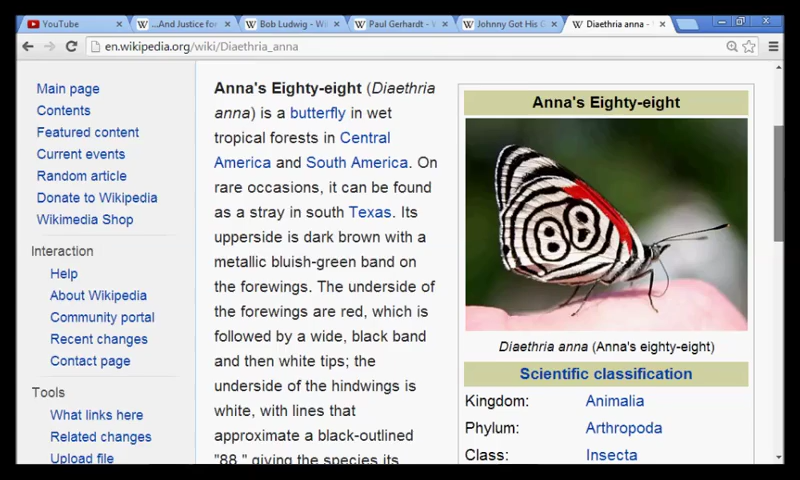 YouTube
...And Justice for
Bob Ludwig - Wi
Paul Gerhardt - W
Johnny Got His G
Diaethria anna -
en.wikipedia.org/wiki/Diaethria_anna
Main page
Contents
Featured content
Current events
Random article
Donate to Wikipedia
Wikimedia Shop
Interaction
Help
About Wikipedia
Community portal
Recent changes
Contact page
Tools
What links here
Related changes
Upload file
Anna's Eighty-eight (Diaethria
anna) is a butterfly in wet
tropical forests in Central
America and South America. On
rare occasions, it can be found
as a stray in south Texas. Its
upperside is dark brown with a
metallic bluish-green band on
the forewings. The underside of
the forewings are red, which is
followed by a wide, black band
and then white tips; the
underside of the hindwings is
white, with lines that
approximate a black-outlined
"88," giving the species its
Anna's Eighty-eight
Diaethria anna (Anna's eighty-eight)
Scientific classification
Kingdom: Animalia
Phylum: Arthropoda
Class: Insecta